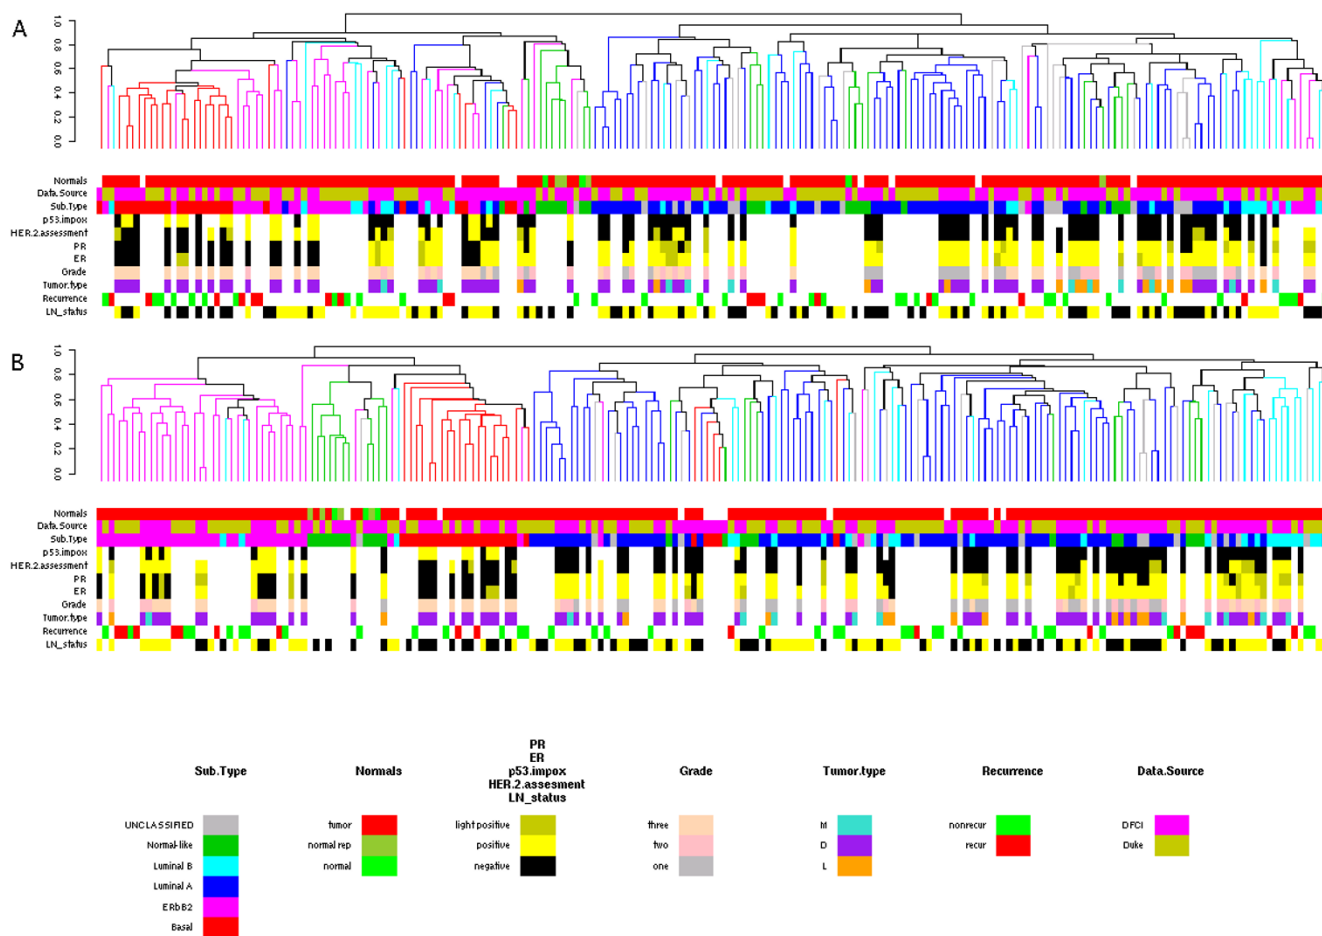 A
1.0
0.8
0.6
0.4
0.2
0.0
Normals
Data.Source
Sub.Type
p53.impox
HER.2.assessment
PR
ER
Grade
Tumor.type
Recurrence
LN_status
B
1.0
0.8
0.6
0.4
0.2
0.0
Normals
Data.Source
Sub.Type
p53.impox
HER.2.assessment
PR
ER
Grade
Tumor.type
Recurrence
LN_status
Sub.Type
UNCLASSIFIED
Normal-like
Luminal B
Luminal A
ERbB2
Basal
Normals
tumor
normal rep
normal
PR
ER
p53.impox
HER.2.assesment
LN_status
light positive
positive
negative
Grade
three
two
one
Tumor.type
M
D
L
Recurrence
nonrecur
recur
Data.Source
DFCI
Duke